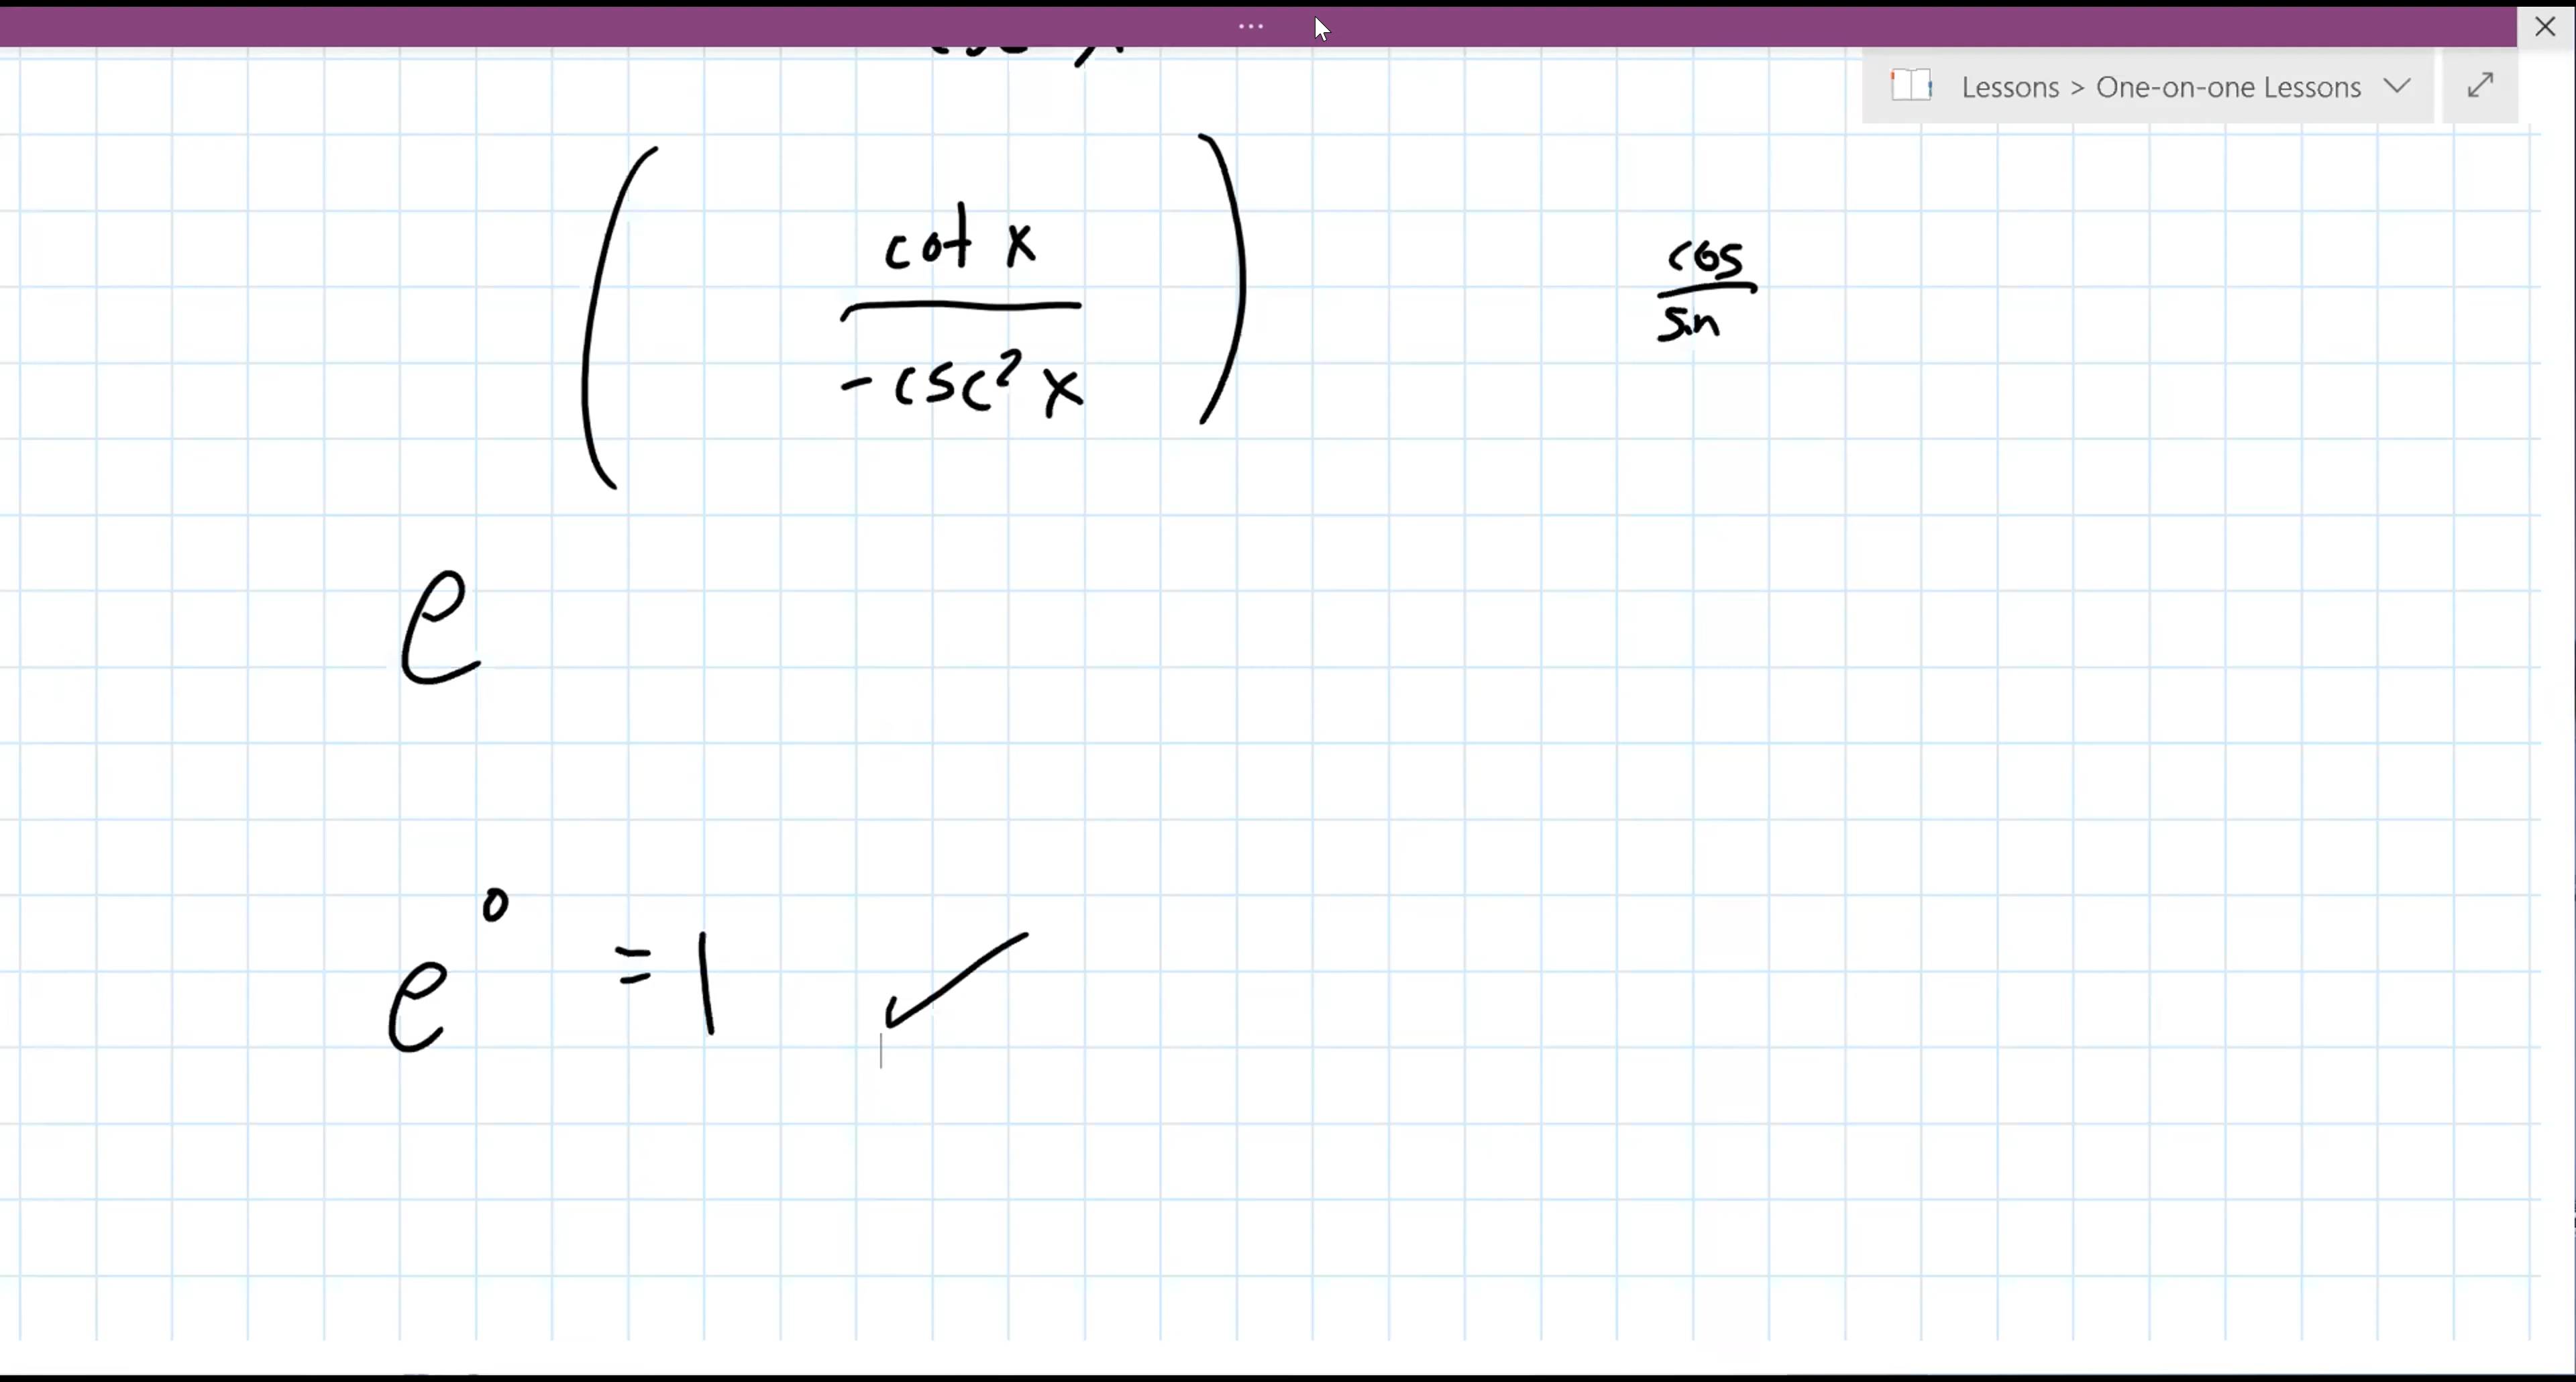 Lessons > One-on-one Lessons
cot x
- csc² x
cos
sin
e
e⁰ = 1 ✓